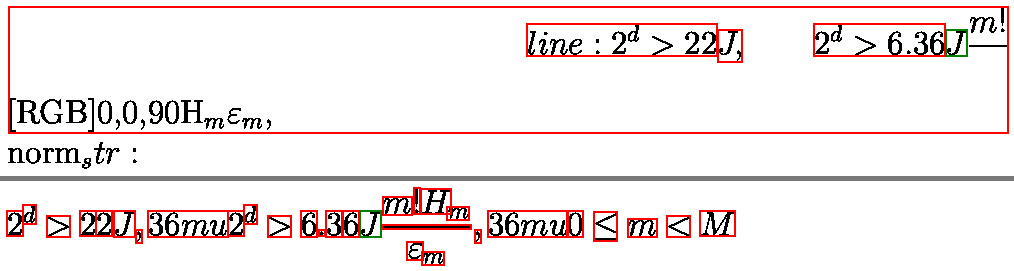 line : 2^d > 22J, 2^d > 6.36J m!
[RGB]0,0,90H_m ε_m,
norm_s tr :
2^d > 22J, 36mu2^d > 6.36J \frac{m!H_m}{ε_m}, 36mu0 ≤ m < M